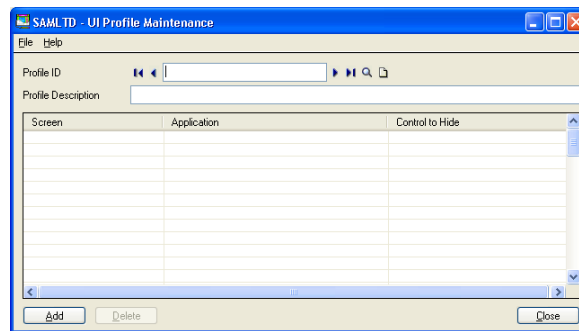 SAMLTD - UI Profile Maintenance
File Help
Profile ID
Profile Description
Screen Application Control to Hide
Add Delete Close